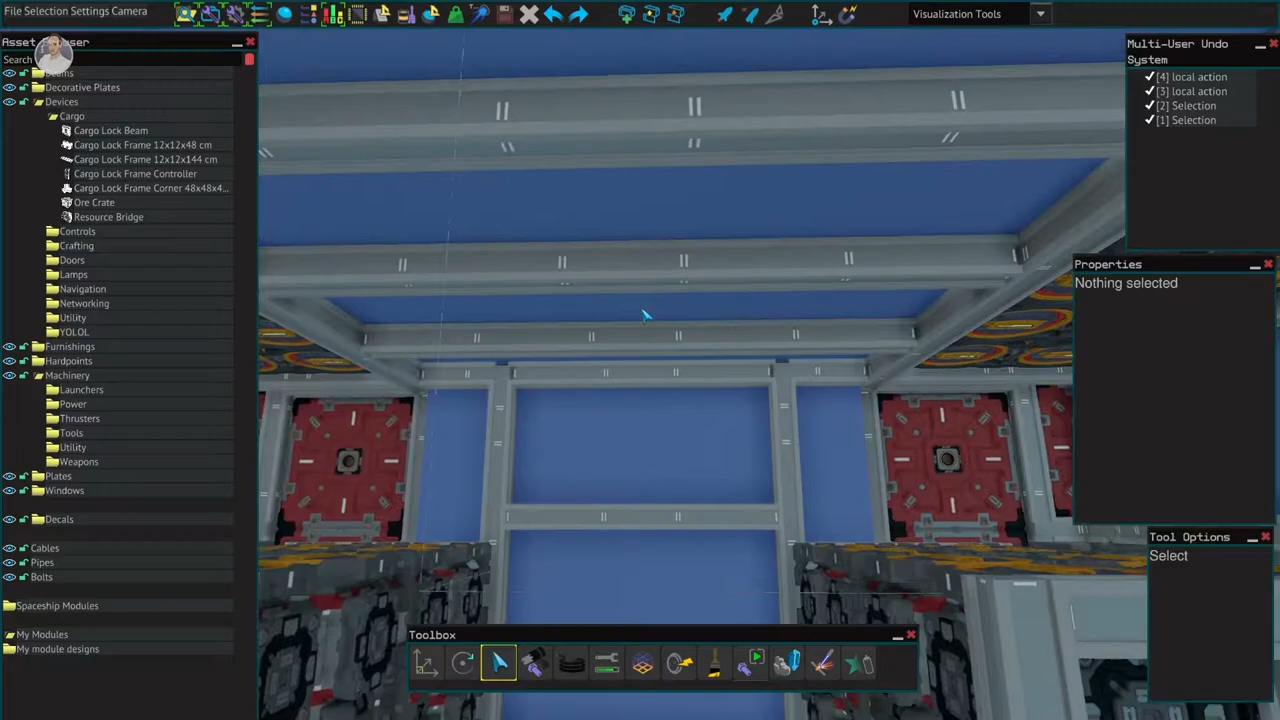 File Selection Settings Camera
Visualization Tools
Asset
Search
Beams
Decorative Plates
Devices
Cargo
Cargo Lock Beam
Cargo Lock Frame 12x12x48 cm
Cargo Lock Frame 12x12x144 cm
Cargo Lock Frame Controller
Cargo Lock Frame Corner 48x48x4...
Ore Crate
Resource Bridge
Controls
Crafting
Doors
Lamps
Navigation
Networking
Utility
YOLOL
Furnishings
Hardpoints
Machinery
Launchers
Power
Thrusters
Tools
Utility
Weapons
Plates
Windows
Decals
Cables
Pipes
Bolts
Spaceship Modules
My Modules
My module designs
Multi-User Undo
System
[4] local action
[3] local action
[2] Selection
[1] Selection
Properties
Nothing selected
Tool Options
Select
Toolbox